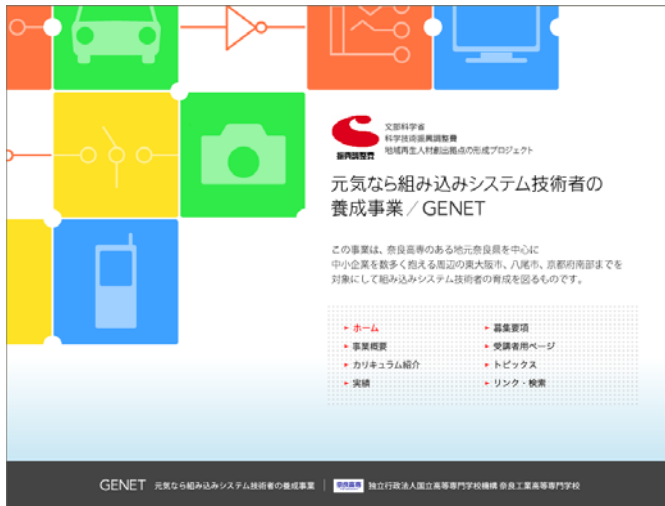 文部科学省
科学技術振興調整費
地域再生人材創出拠点の形成プロジェクト
振興調整費
元気なら組み込みシステム技術者の
養成事業／GENET
この事業は、奈良高専のある地元奈良県を中心に
中小企業を数多く抱える周辺の東大阪市、八尾市、京都府南部までを
対象にして組み込みシステム技術者の育成を図るものです。
ホーム
事業概要
カリキュラム紹介
実績
募集要項
受講者用ページ
トピックス
リンク・検索
GENET 元気なら組み込みシステム技術者の養成事業 | 奈良高専 独立行政法人国立高等専門学校機構 奈良工業高等専門学校